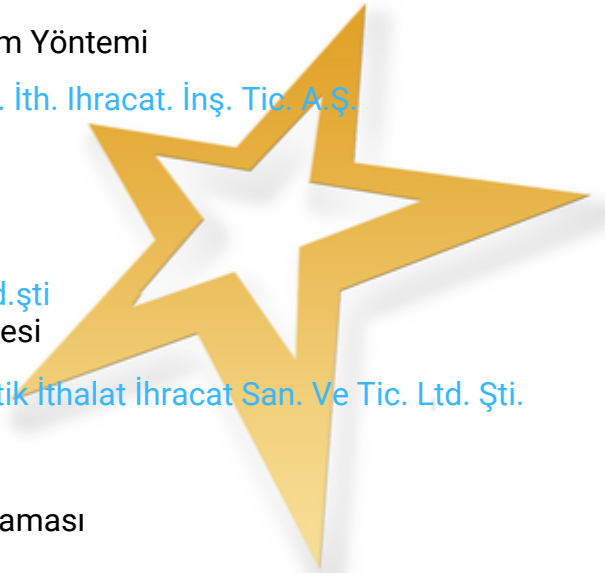 m Yöntemi
. İth. Ihracat. İnş. Tic. A.Ş.
d.şti
esi
tik İthalat İhracat San. Ve Tic. Ltd. Şti.
aması